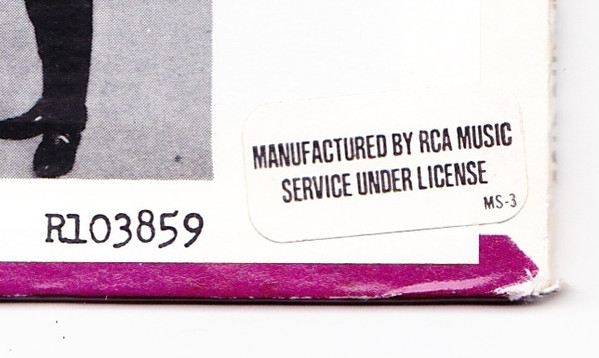 MANUFACTURED BY RCA MUSIC
SERVICE UNDER LICENSE
MS-3
R103859